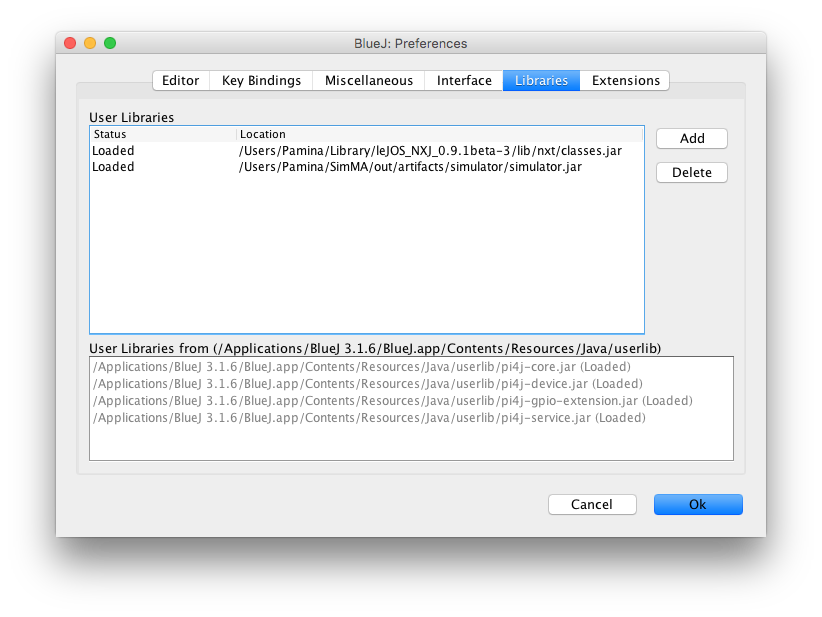 BlueJ: Preferences
Editor Key Bindings Miscellaneous Interface Libraries Extensions
User Libraries
Status Location
Loaded /Users/Pamina/Library/leJOS_NXJ_0.9.1beta-3/lib/nxt/classes.jar
Loaded /Users/Pamina/SimMA/out/artifacts/simulator/simulator.jar
Add
Delete
User Libraries from (/Applications/BlueJ 3.1.6/BlueJ.app/Contents/Resources/Java/userlib)
/Applications/BlueJ 3.1.6/BlueJ.app/Contents/Resources/Java/userlib/pi4j-core.jar (Loaded)
/Applications/BlueJ 3.1.6/BlueJ.app/Contents/Resources/Java/userlib/pi4j-device.jar (Loaded)
/Applications/BlueJ 3.1.6/BlueJ.app/Contents/Resources/Java/userlib/pi4j-gpio-extension.jar (Loaded)
/Applications/BlueJ 3.1.6/BlueJ.app/Contents/Resources/Java/userlib/pi4j-service.jar (Loaded)
Cancel Ok